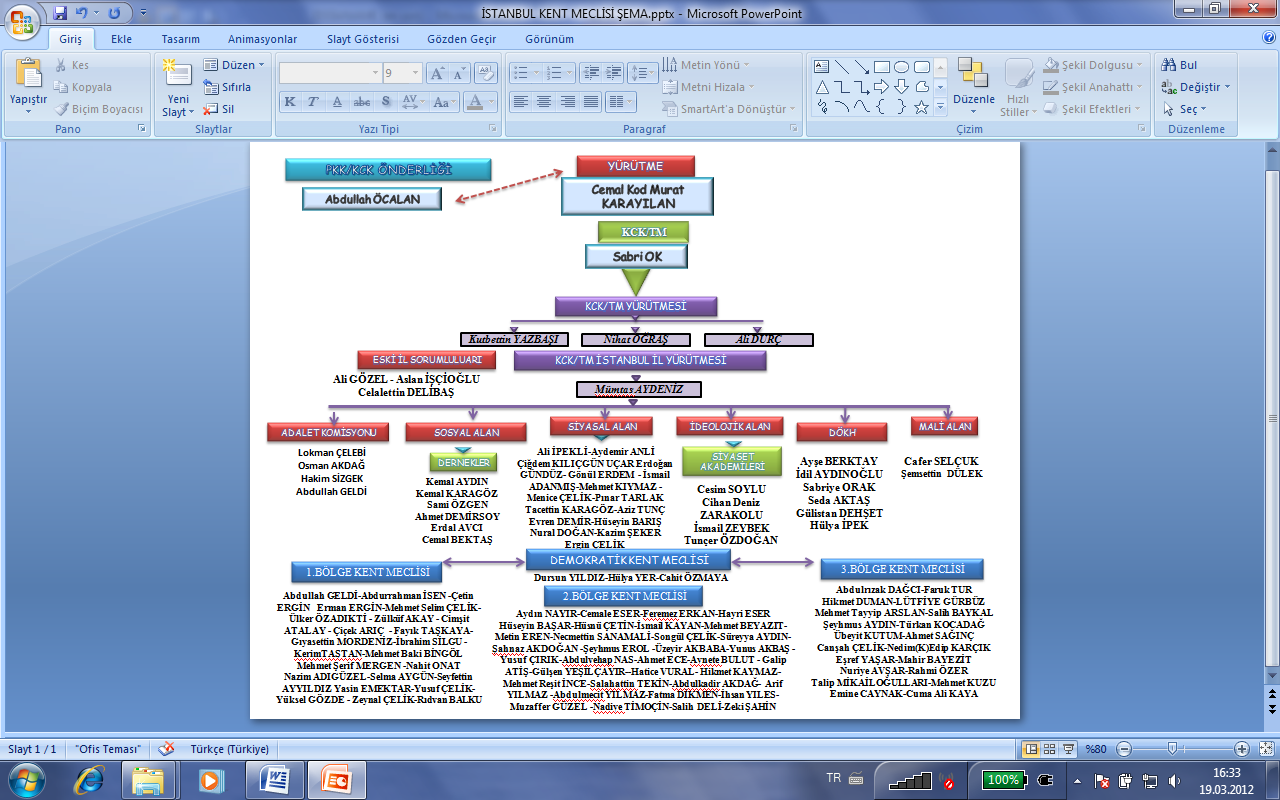 İSTANBUL KENT MECLİSİ ŞEMA.pptx - Microsoft PowerPoint
Giriş Ekle Tasarım Animasyonlar Slayt Gösterisi Gözden Geçir Görünüm
Yapıştır
Kes
Kopyala
Biçim Boyacısı
Pano
Yeni Slayt
Düzen
Sıfırla
Sil
Slaytlar
9
K T A abc S AV Aa A
Yazı Tipi
Metin Yönü
Metni Hizala
SmartArt'a Dönüştür
Paragraf
Düzenle
Hızlı Stiller
Şekil Dolgusu
Şekil Anahattı
Şekil Efektleri
Çizim
Bul
Değiştir
Seç
Düzenleme
PKK/KCK ÖNDERLİĞİ
Abdullah ÖCALAN
YÜRÜTME
Cemal Kod Murat
KARAYILAN
KCK/TM
Sabri OK
KCK/TM YÜRÜTMESİ
Kutbettin YAZBAŞI
Nihat OĞRAŞ
Ali DURÇ
ESKİ İL SORUMLULUARI
Ali GÖZEL - Aslan İŞÇİOĞLU
Celalettin DELİBAŞ
KCK/TM İSTANBUL İL YÜRÜTMESİ
Mümtaş AYDENİZ
ADALET KOMİSYONU
Lokman ÇELEBİ
Osman AKDAĞ
Hakim SİZGEK
Abdullah GELDİ
SOSYAL ALAN
DERNEKLER
Kemal AYDIN
Kemal KARAGÖZ
Sami ÖZGEN
Ahmet DEMİRSOY
Erdal AVCI
Cemal BEKTAŞ
SİYASAL ALAN
Ali İPEKLİ-Aydemir ANLİ
Çiğdem KILIÇGÜN UÇAR Erdoğan
GÜNDÜZ- Gönül ERDEM - İsmail
ADANMIŞ-Mehmet KIYMAZ -
Menice ÇELİK-Pınar TARLAK
Tacettin KARAGÖZ-Aziz TUNÇ
Evren DEMİR-Hüseyin BARIŞ
Nural DOĞAN-Kazim ŞEKER
Ergin ÇELİK
İDEOLOJİK ALAN
SİYASET
AKADEMİLERİ
Cesim SOYLU
Cihan Deniz
ZARAKOLU
İsmail ZEYBEK
Tunçer ÖZDOĞAN
DÖKH
Ayşe BERKTAY
İdil AYDINOĞLU
Sabriye ORAK
Seda AKTAŞ
Gülistan DEHŞET
Hülya İPEK
MALİ ALAN
Cafer SELÇUK
Şemsettin DÜLEK
DEMOKRATİK KENT MECLİSİ
Dursun YILDIZ-Hülya YER-Cahit ÖZMAYA
1.BÖLGE KENT MECLİSİ
Abdullah GELDİ-Abdurrahman İSEN -Çetin
ERGİN Erman ERGİN-Mehmet Selim ÇELİK-
Ülker ÖZADIKTI - Zülküf AKAY - Cimşit
ATALAY - Çiçek ARIÇ - Fayık TAŞKAYA-
Gıyasettin MORDENİZ-İbrahim SİLGU -
KerimTASTAN-Mehmet Baki BİNGÖL
Mehmet Şerif MERGEN -Nahit ONAT
Nazim ADIGÜZEL-Selma AYGÜN-Seyfettin
AYYILDIZ Yasin EMEKTAR-Yusuf ÇELİK-
Yüksel GÖZDE - Zeynal ÇELİK-Rıdvan BALKU
2.BÖLGE KENT MECLİSİ
Aydın NAYIR-Cemale ESER-Feremez ERKAN-Hayri ESER
Hüseyin BAŞAR-Hüsnü ÇETİN-İsmail KAYAN-Mehmet BEYAZIT-
Metin EREN-Necmettin SANAMALİ-Songül ÇELİK-Süreyya AYDIN-
Şahnaz AKDOĞAN -Şeyhmus EROL -Üzeyir AKBABA-Yunus AKBAŞ -
Yusuf ÇIRIK-Abdulvehap NAS-Ahmet ECE-Aynete BULUT - Galip
ATİŞ-Gülşen YEŞİLÇAYIR--Hatice VURAL- Hikmet KAYMAZ-
Mehmet Reşit İNCE-Salahattin TEKİN-Abdulkadir AKDAĞ- Arif
YILMAZ -Abdulmecit YILMAZ-Fatma DİKMEN-İhsan YILES-
Muzaffer GÜZEL -Nadiye TİMOÇİN-Salih DELİ-Zeki ŞAHİN
3.BÖLGE KENT MECLİSİ
Abdulrızak DAĞCI-Faruk TUR
Hikmet DUMAN-LÜTFİYE GÜRBÜZ
Mehmet Tayyip ARSLAN-Salih BAYKAL
Şeyhmus AYDIN-Türkan KOCADAĞ
Übeyit KUTUM-Ahmet SAĞINÇ
Canşah ÇELİK-Nedim(K)Edip KARÇIK
Eşref YAŞAR-Mahir BAYEZİT
Nuriye AVŞAR-Rahmi ÖZER
Talip MİKAİLOĞULLARI-Mehmet KUZU
Emine CAYNAK-Cuma Ali KAYA
Slayt 1 / 1 "Ofis Teması" Türkçe (Türkiye) %80
TR 100% 16:33
19.03.2012